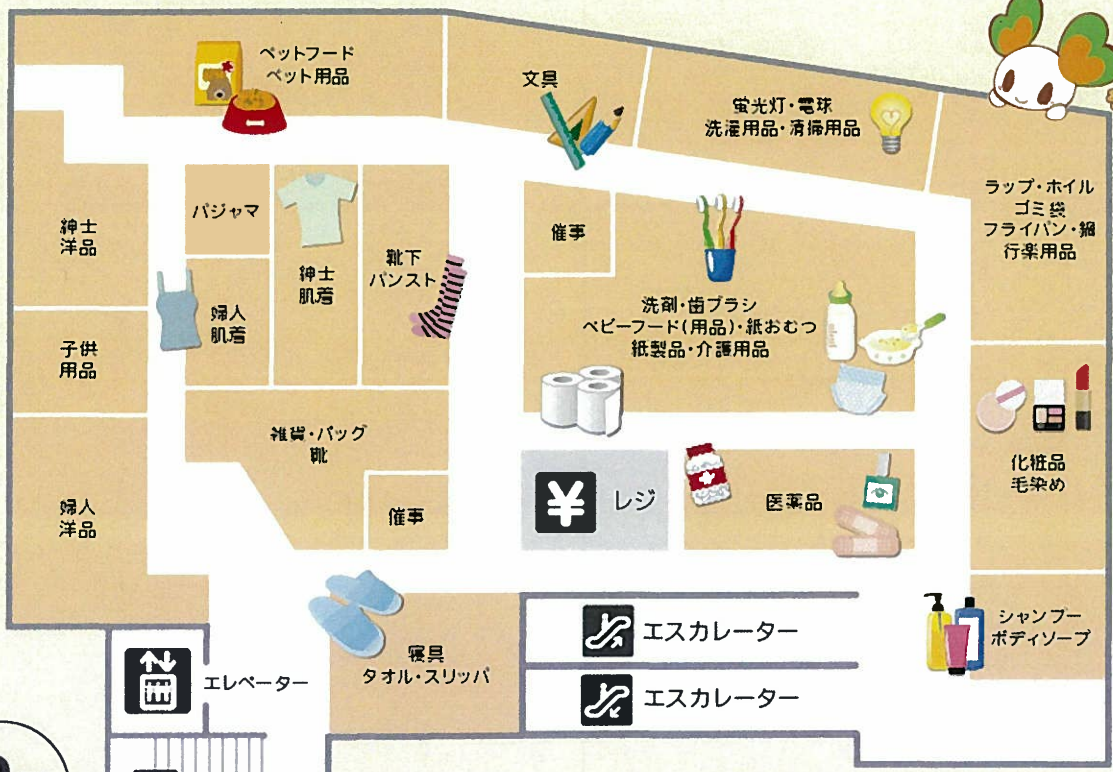 ペットフード
ペット用品
文具
蛍光灯・電球
洗濯用品・清掃用品
ラップ・ホイル
ゴミ袋
フライパン・鍋
行楽用品
紳士
洋品
パジャマ
紳士
肌着
靴下
パンスト
催事
婦人
肌着
洗剤・歯ブラシ
ベビーフード(用品)・紙おむつ
紙製品・介護用品
子供
用品
雑貨・バッグ
靴
化粧品
毛染め
婦人
洋品
催事
¥ レジ
医薬品
エスカレーター
シャンプー
ボディソープ
寝具
タオル・スリッパ
エレベーター
エスカレーター